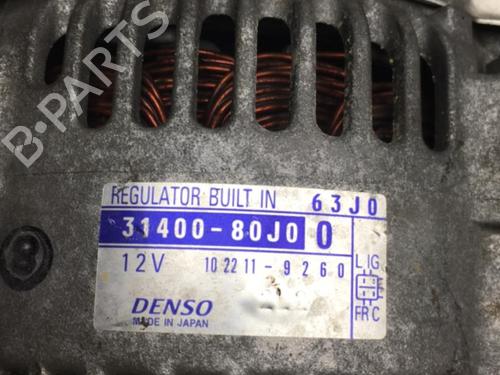 B-PARTS
REGULATOR BUILT IN 63J0
31400-80J0 0
12V 102211-9260
L IG
FR C
DENSO
MADE IN JAPAN